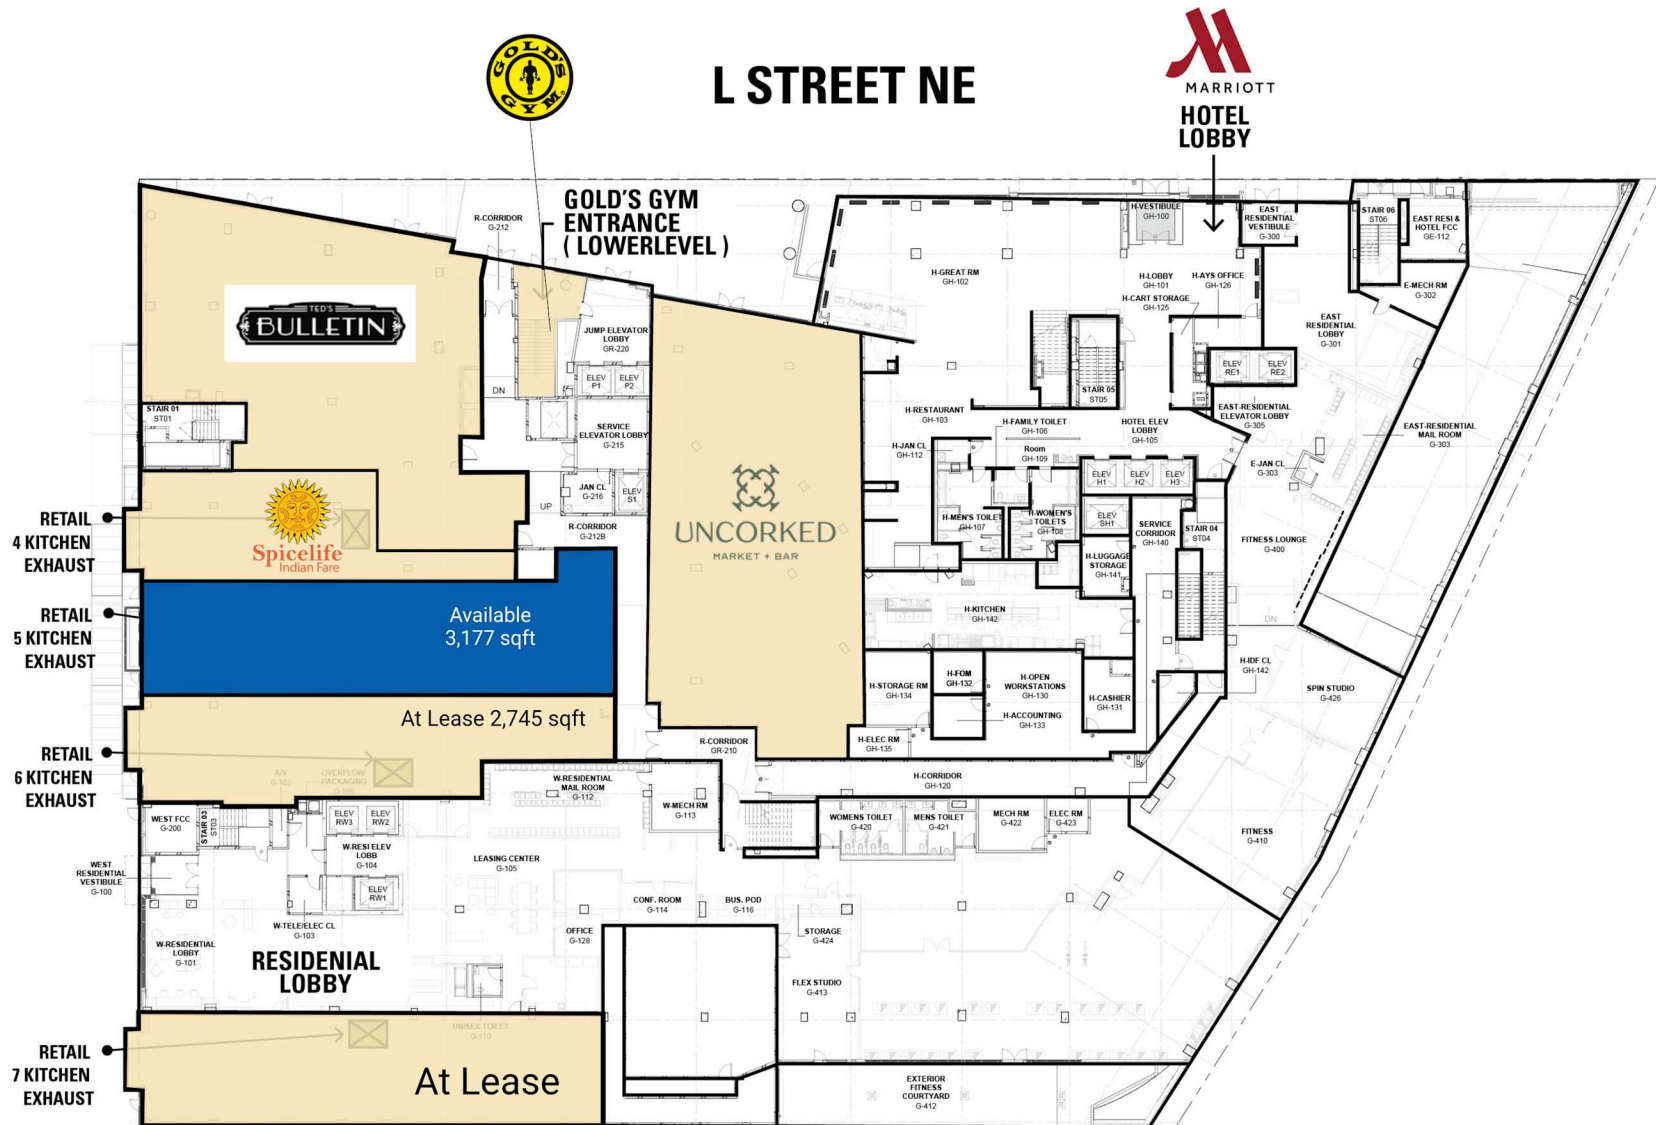 GOLD'S GYM
L STREET NE
MARRIOTT
HOTEL
LOBBY
GOLD'S GYM
ENTRANCE
( LOWERLEVEL )
R-CORRIDOR
G-212
H-VESTIBULE
GH-100
EAST
RESIDENTIAL
VESTIBULE
G-300
STAIR 06
ST06
EAST RESI &
HOTEL FCC
GE-112
TED'S
BULLETIN
JUMP ELEVATOR
LOBBY
GR-220
ELEV
P1
ELEV
P2
DN
H-GREAT RM
GH-102
H-LOBBY
GH-101
H-AYS OFFICE
GH-126
H-CART STORAGE
GH-125
E-MECH RM
G-302
EAST
RESIDENTIAL
LOBBY
G-301
STAIR 05
ST05
ELEV
RE1
ELEV
RE2
STAIR 01
ST01
SERVICE
ELEVATOR LOBBY
G-215
H-RESTAURANT
GH-103
H-FAMILY TOILET
GH-106
HOTEL ELEV
LOBBY
GH-105
EAST-RESIDENTIAL
ELEVATOR LOBBY
G-305
EAST-RESIDENTIAL
MAIL ROOM
G-303
H-JAN CL
GH-112
Room
GH-109
ELEV
H1
ELEV
H2
ELEV
H3
E-JAN CL
G-303
JAN CL
G-216
ELEV
S1
UP
R-CORRIDOR
G-212B
UNCORKED
MARKET + BAR
H-MEN'S TOILET
GH-107
H-WOMEN'S
TOILETS
GH-108
ELEV
SH1
SERVICE
CORRIDOR
GH-140
STAIR 04
ST04
FITNESS LOUNGE
G-400
H-LUGGAGE
STORAGE
GH-141
RETAIL
4 KITCHEN
EXHAUST
Spicelife
Indian Fare
RETAIL
5 KITCHEN
EXHAUST
Available
3,177 sqft
H-KITCHEN
GH-142
DN
H-IDF CL
GH-142
H-STORAGE RM
GH-134
H-FOM
GH-132
H-OPEN
WORKSTATIONS
GH-130
H-CASHIER
GH-131
H-ACCOUNTING
GH-133
SPIN STUDIO
G-426
At Lease 2,745 sqft
RETAIL
6 KITCHEN
EXHAUST
R-CORRIDOR
GR-210
H-ELEC RM
GH-135
A/V
G-102
OVERFLOW
PACKAGING
W-RESIDENTIAL
MAIL ROOM
G-112
H-CORRIDOR
GH-120
WEST FCC
G-200
STAIR 03
ST03
ELEV
RW3
ELEV
RW2
W-MECH RM
G-113
WOMENS TOILET
G-420
MENS TOILET
G-421
MECH RM
G-422
ELEC RM
G-423
FITNESS
G-410
W-RESI ELEV
LOBB
G-104
LEASING CENTER
G-105
WEST
RESIDENTIAL
VESTIBULE
G-100
ELEV
RW1
CONF. ROOM
G-114
BUS. POD
G-116
W-TELE/ELEC CL
G-103
OFFICE
G-128
STORAGE
G-424
W-RESIDENTIAL
LOBBY
G-101
RESIDENIAL
LOBBY
FLEX STUDIO
G-413
UNISEX TOILET
G-110
RETAIL
7 KITCHEN
EXHAUST
At Lease
EXTERIOR
FITNESS
COURTYARD
G-412